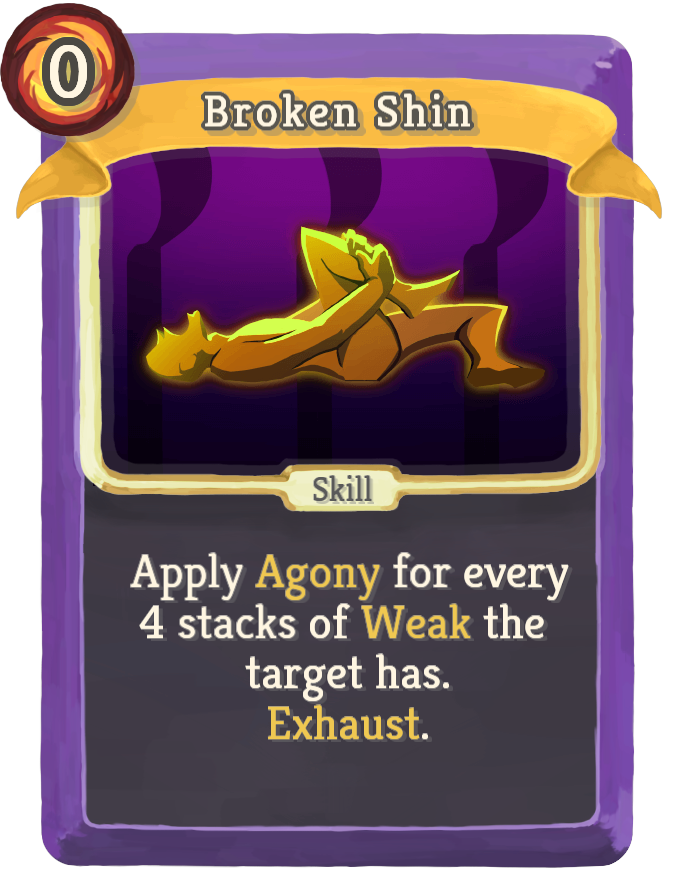 0
Broken Shin
Skill
Apply Agony for every
4 stacks of Weak the
target has.
Exhaust.